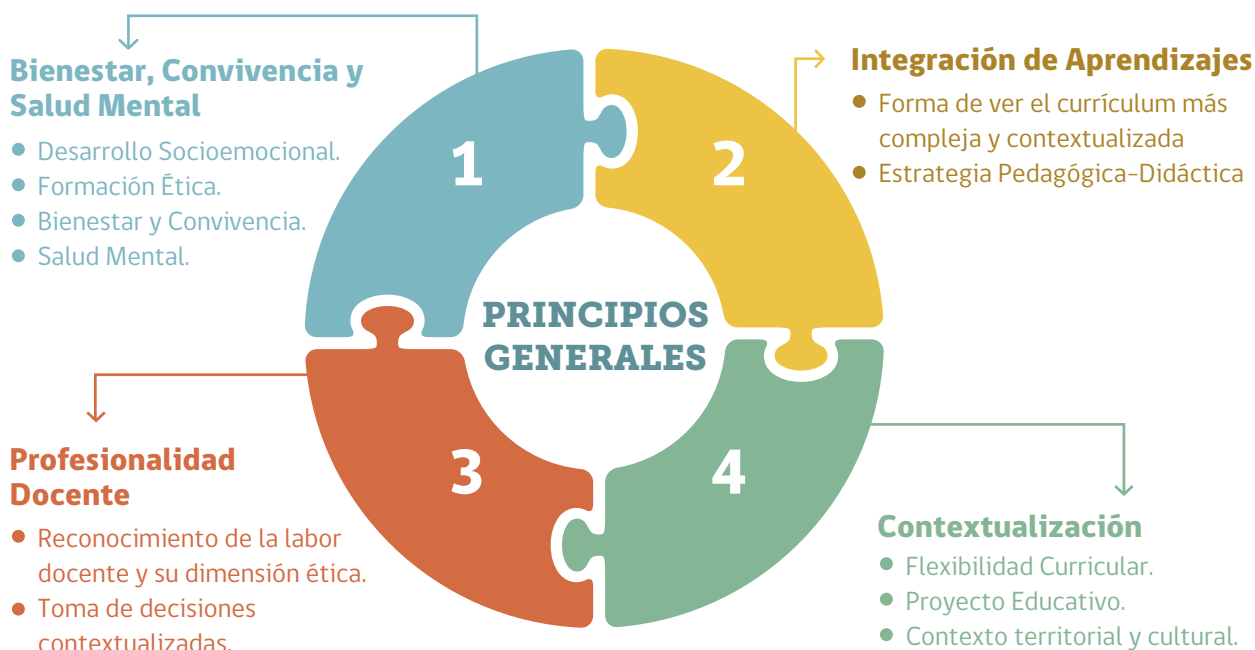 Bienestar, Convivencia y
Salud Mental
● Desarrollo Socioemocional.
● Formación Ética.
● Bienestar y Convivencia.
● Salud Mental.
1
2
Integración de Aprendizajes
● Forma de ver el currículum más
compleja y contextualizada
● Estrategia Pedagógica-Didáctica
PRINCIPIOS
GENERALES
Profesionalidad
Docente
● Reconocimiento de la labor
docente y su dimensión ética.
● Toma de decisiones
contextualizadas.
3
4
Contextualización
● Flexibilidad Curricular.
● Proyecto Educativo.
● Contexto territorial y cultural.